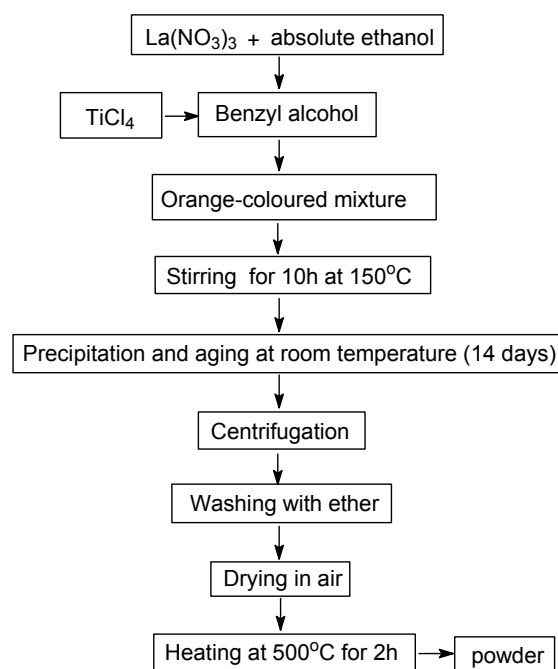 La(NO₃)₃ + absolute ethanol
TiCl₄
Benzyl alcohol
Orange-coloured mixture
Stirring for 10h at 150°C
Precipitation and aging at room temperature (14 days)
Centrifugation
Washing with ether
Drying in air
Heating at 500°C for 2h
powder